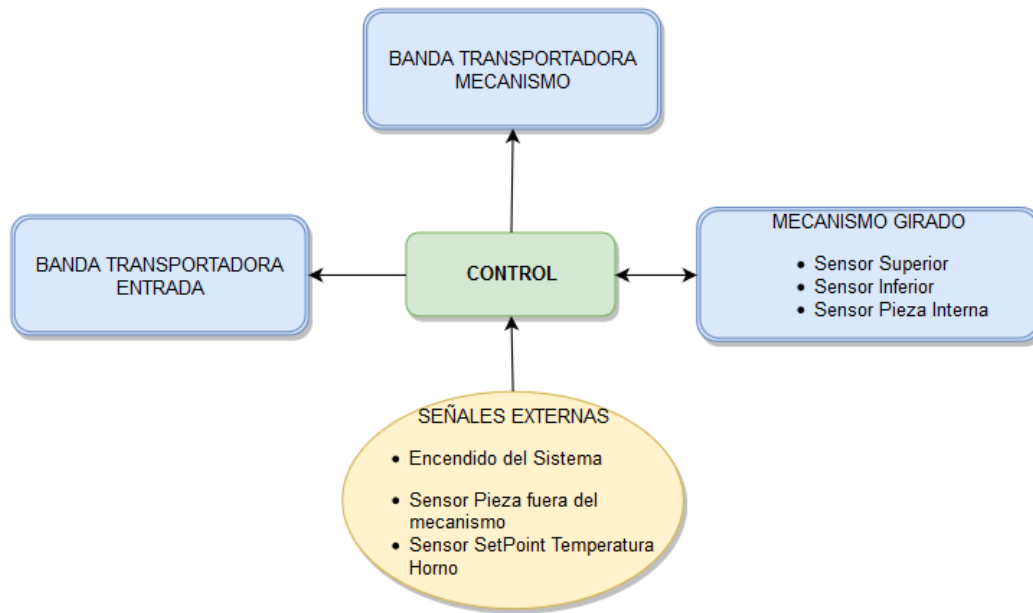 BANDA TRANSPORTADORA
MECANISMO
BANDA TRANSPORTADORA
ENTRADA
CONTROL
MECANISMO GIRADO
• Sensor Superior
• Sensor Inferior
• Sensor Pieza Interna
SEÑALES EXTERNAS
• Encendido del Sistema
• Sensor Pieza fuera del
mecanismo
• Sensor SetPoint Temperatura
Horno